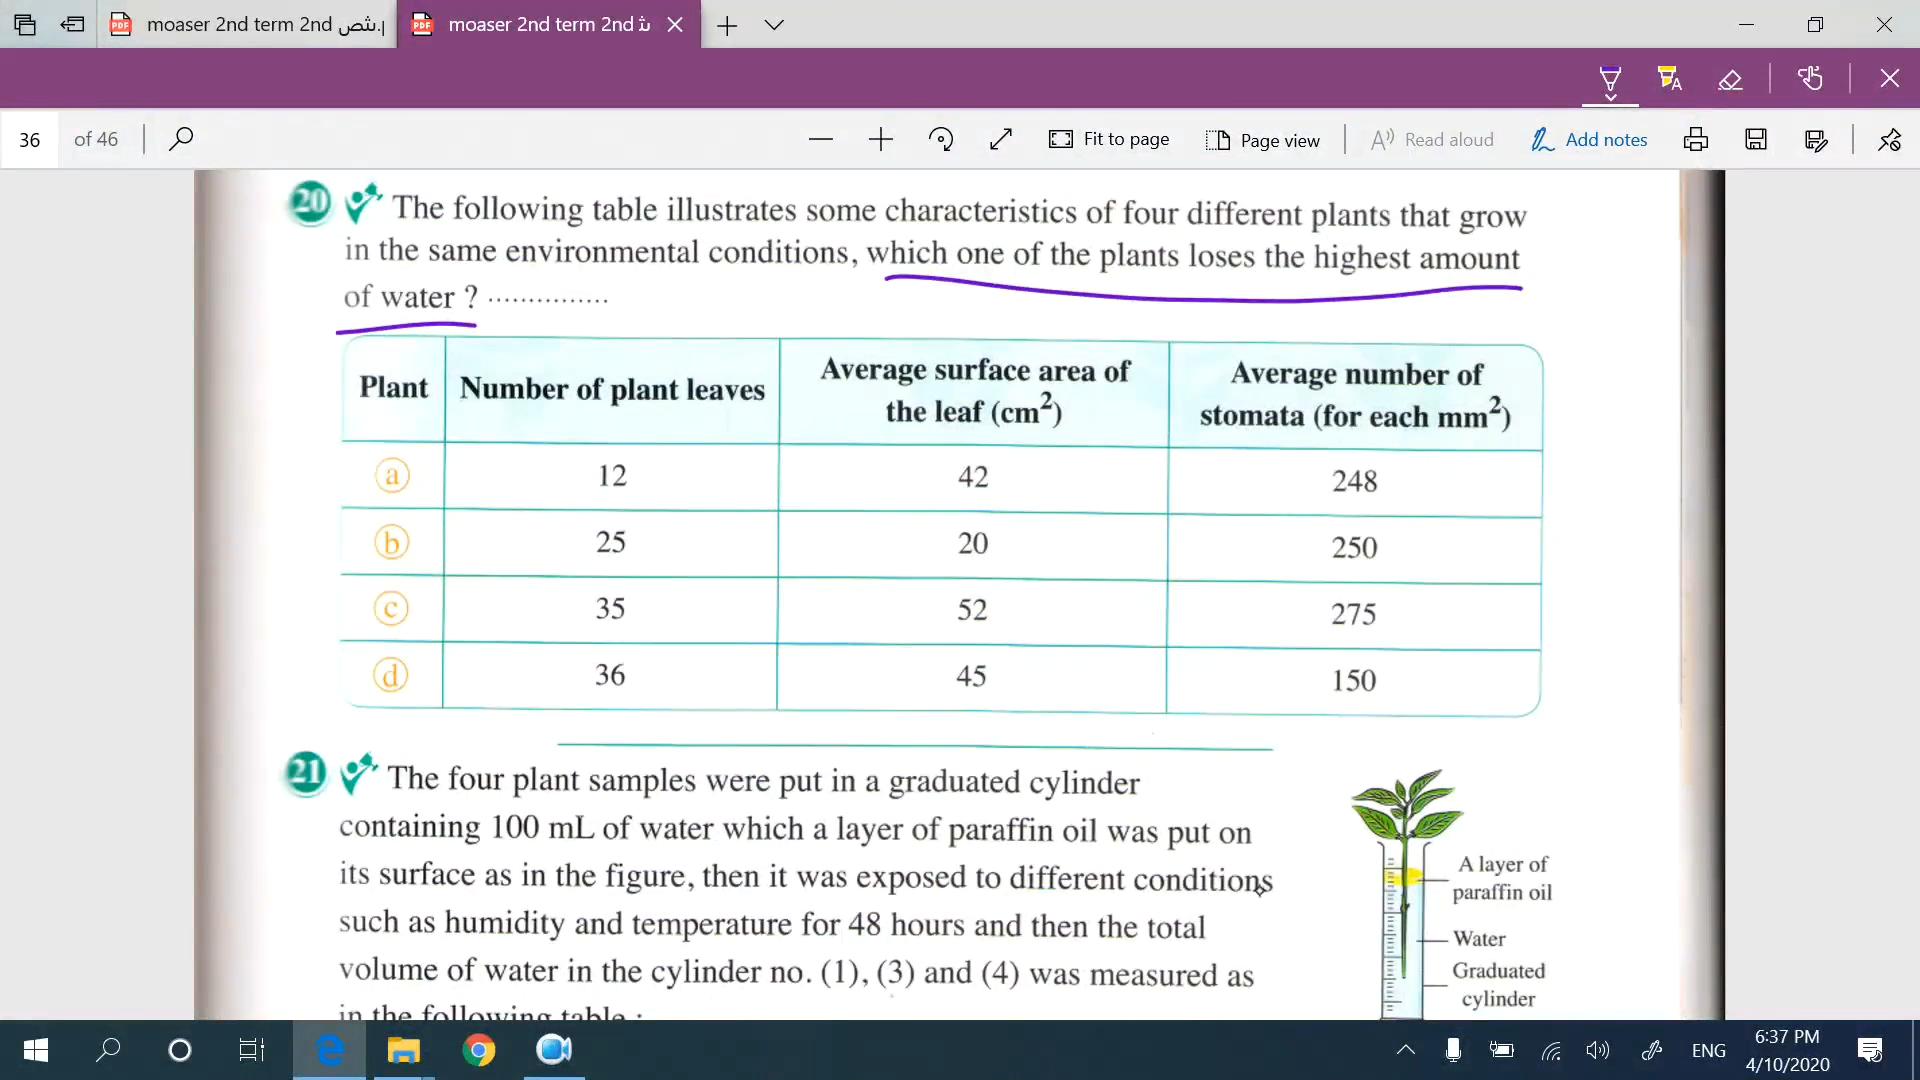 moaser 2nd term 2nd ثص.
moaser 2nd term 2nd ث
36 of 46
Fit to page
Page view
Read aloud
Add notes
20 The following table illustrates some characteristics of four different plants that grow
in the same environmental conditions, which one of the plants loses the highest amount
of water ? ...............
Plant Number of plant leaves Average surface area of the leaf (cm²) Average number of stomata (for each mm²)
a 12 42 248
b 25 20 250
c 35 52 275
d 36 45 150
21 The four plant samples were put in a graduated cylinder
containing 100 mL of water which a layer of paraffin oil was put on
its surface as in the figure, then it was exposed to different conditions
such as humidity and temperature for 48 hours and then the total
volume of water in the cylinder no. (1), (3) and (4) was measured as
in the following table :
A layer of
paraffin oil
Water
Graduated
cylinder
ENG
6:37 PM
4/10/2020